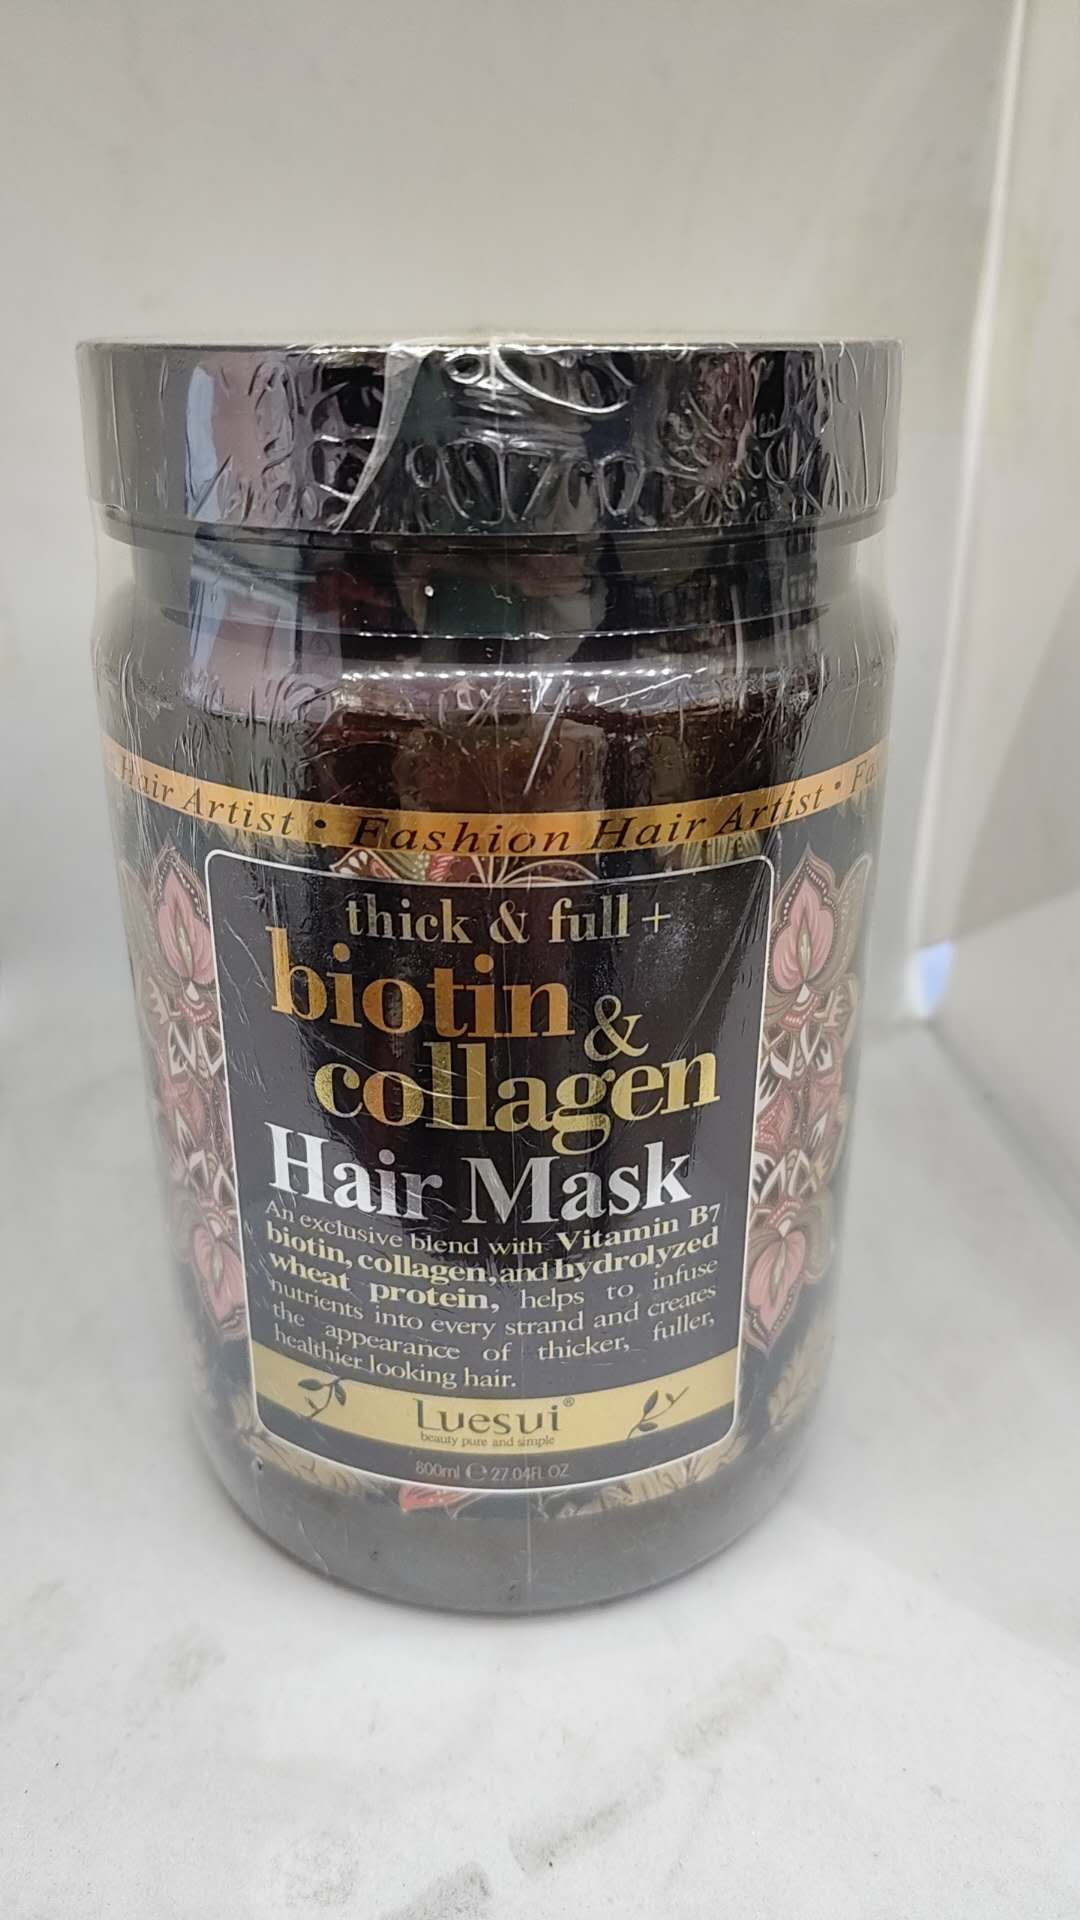 Hair Artist • Fashion Hair Artist • Fa
thick & full +
biotin &
collagen
Hair Mask
An exclusive blend with Vitamin B7
biotin, collagen, and hydrolyzed
wheat protein, helps to infuse
nutrients into every strand and creates
the appearance of thicker, fuller,
healthier looking hair.
Luesui®
beauty pure and simple
800ml ℮ 27.04FL OZ